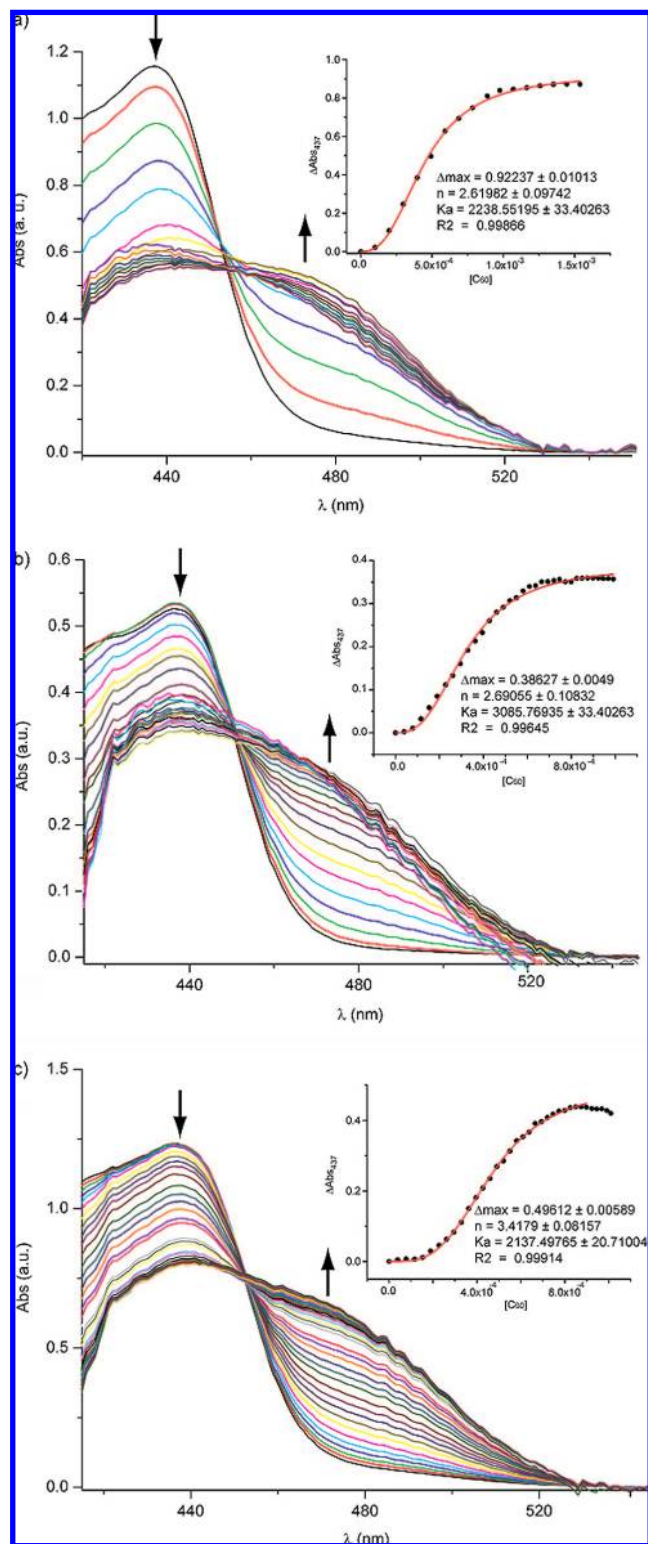 a)
1.2
1.0
0.8
0.6
0.4
0.2
0.0
Abs (a. u.)
440
480
520
λ (nm)
1.0
0.8
0.6
0.4
0.2
0.0
ΔAbs437
0.0
5.0x10-4
1.0x10-3
1.5x10-3
[C60]
Δmax = 0.92237 ± 0.01013
n = 2.61982 ± 0.09742
Ka = 2238.55195 ± 33.40263
R2 = 0.99866
b)
0.6
0.5
0.4
0.3
0.2
0.1
0.0
Abs (a.u.)
440
480
520
λ (nm)
0.4
0.3
0.2
0.1
0.0
ΔAbs437
0.0
4.0x10-4
8.0x10-4
[C60]
Δmax = 0.38627 ± 0.0049
n = 2.69055 ± 0.10832
Ka = 3085.76935 ± 33.40263
R2 = 0.99645
c)
1.5
1.0
0.5
0.0
Abs (a.u.)
440
480
520
λ (nm)
0.4
0.2
0.0
ΔAbs437
0.0
4.0x10-4
8.0x10-4
[C60]
Δmax = 0.49612 ± 0.00589
n = 3.4179 ± 0.08157
Ka = 2137.49765 ± 20.71004
R2 = 0.99914